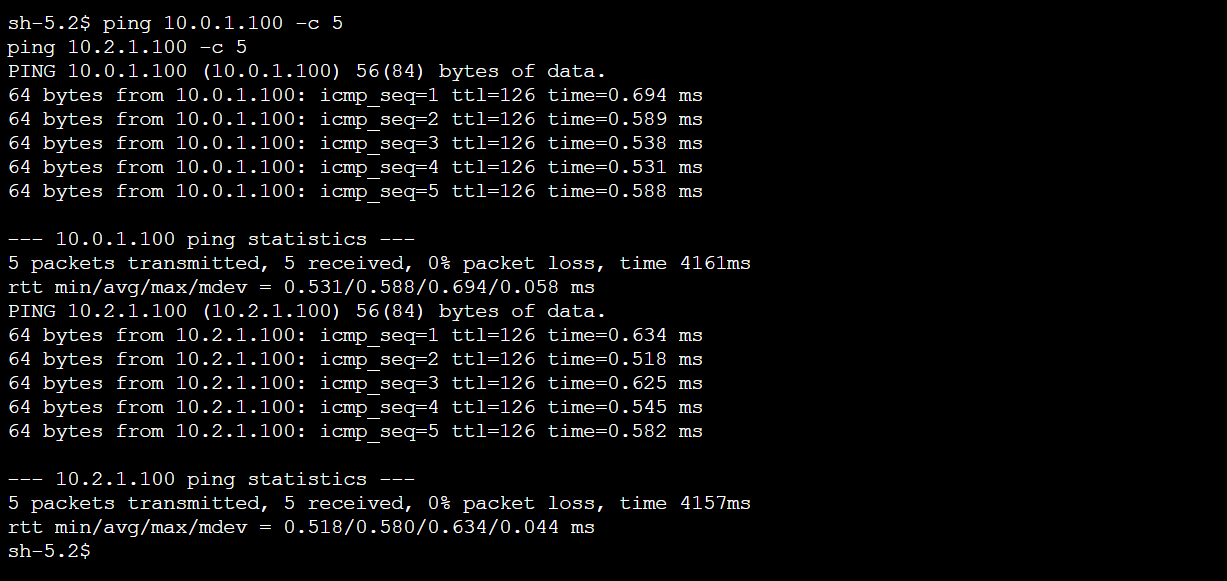 sh-5.2$ ping 10.0.1.100 -c 5
ping 10.2.1.100 -c 5
PING 10.0.1.100 (10.0.1.100) 56(84) bytes of data.
64 bytes from 10.0.1.100: icmp_seq=1 ttl=126 time=0.694 ms
64 bytes from 10.0.1.100: icmp_seq=2 ttl=126 time=0.589 ms
64 bytes from 10.0.1.100: icmp_seq=3 ttl=126 time=0.538 ms
64 bytes from 10.0.1.100: icmp_seq=4 ttl=126 time=0.531 ms
64 bytes from 10.0.1.100: icmp_seq=5 ttl=126 time=0.588 ms

--- 10.0.1.100 ping statistics ---
5 packets transmitted, 5 received, 0% packet loss, time 4161ms
rtt min/avg/max/mdev = 0.531/0.588/0.694/0.058 ms
PING 10.2.1.100 (10.2.1.100) 56(84) bytes of data.
64 bytes from 10.2.1.100: icmp_seq=1 ttl=126 time=0.634 ms
64 bytes from 10.2.1.100: icmp_seq=2 ttl=126 time=0.518 ms
64 bytes from 10.2.1.100: icmp_seq=3 ttl=126 time=0.625 ms
64 bytes from 10.2.1.100: icmp_seq=4 ttl=126 time=0.545 ms
64 bytes from 10.2.1.100: icmp_seq=5 ttl=126 time=0.582 ms

--- 10.2.1.100 ping statistics ---
5 packets transmitted, 5 received, 0% packet loss, time 4157ms
rtt min/avg/max/mdev = 0.518/0.580/0.634/0.044 ms
sh-5.2$